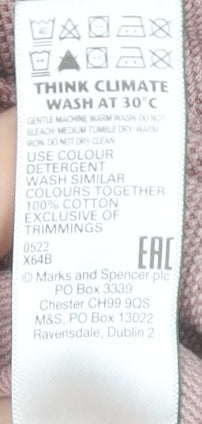 THINK CLIMATE
WASH AT 30°C
GENTLE MACHINE WARM WASH: DO NOT
BLEACH: MEDIUM TUMBLE DRY: WARM
IRON: DO NOT DRY CLEAN
USE COLOUR
DETERGENT
WASH SIMILAR
COLOURS TOGETHER
100% COTTON
EXCLUSIVE OF
TRIMMINGS
0522
X64B
EAC
© Marks and Spencer plc
PO Box 3339
Chester CH99 9QS
M&S, PO Box 13022
Ravensdale, Dublin 2